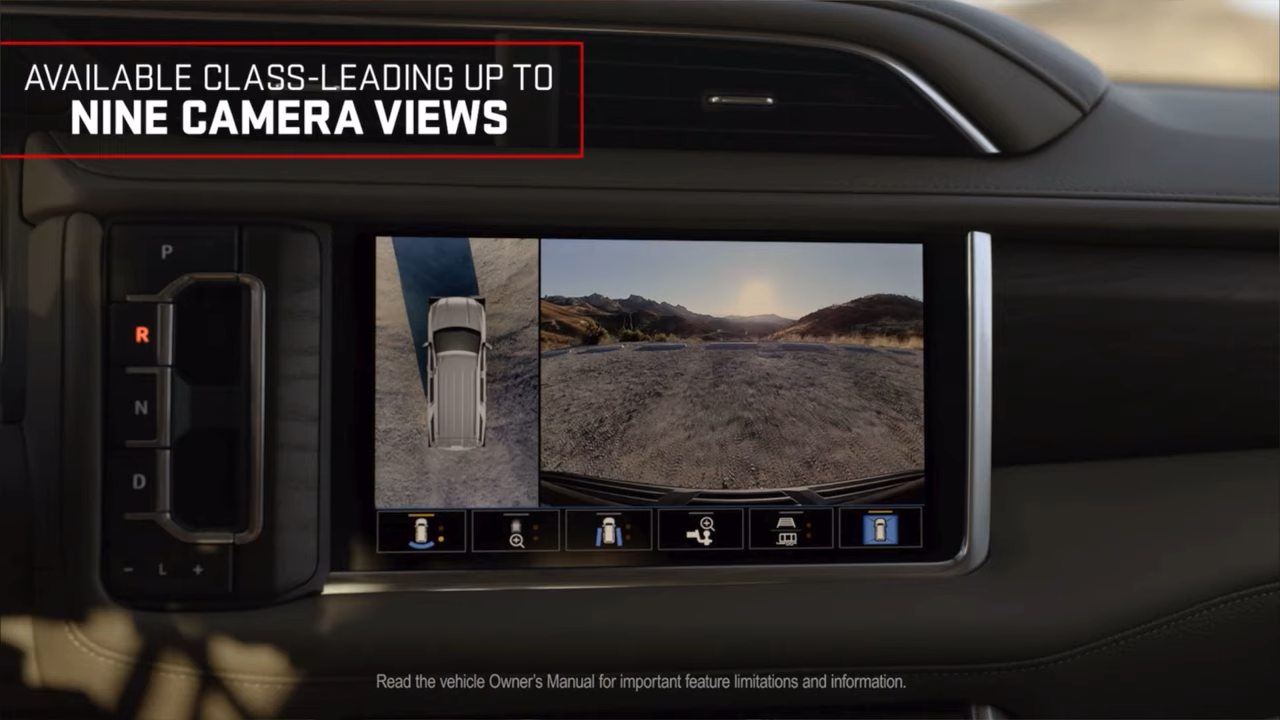 AVAILABLE CLASS-LEADING UP TO
NINE CAMERA VIEWS
P
R
N
D
- L +
Read the vehicle Owner's Manual for important feature limitations and information.